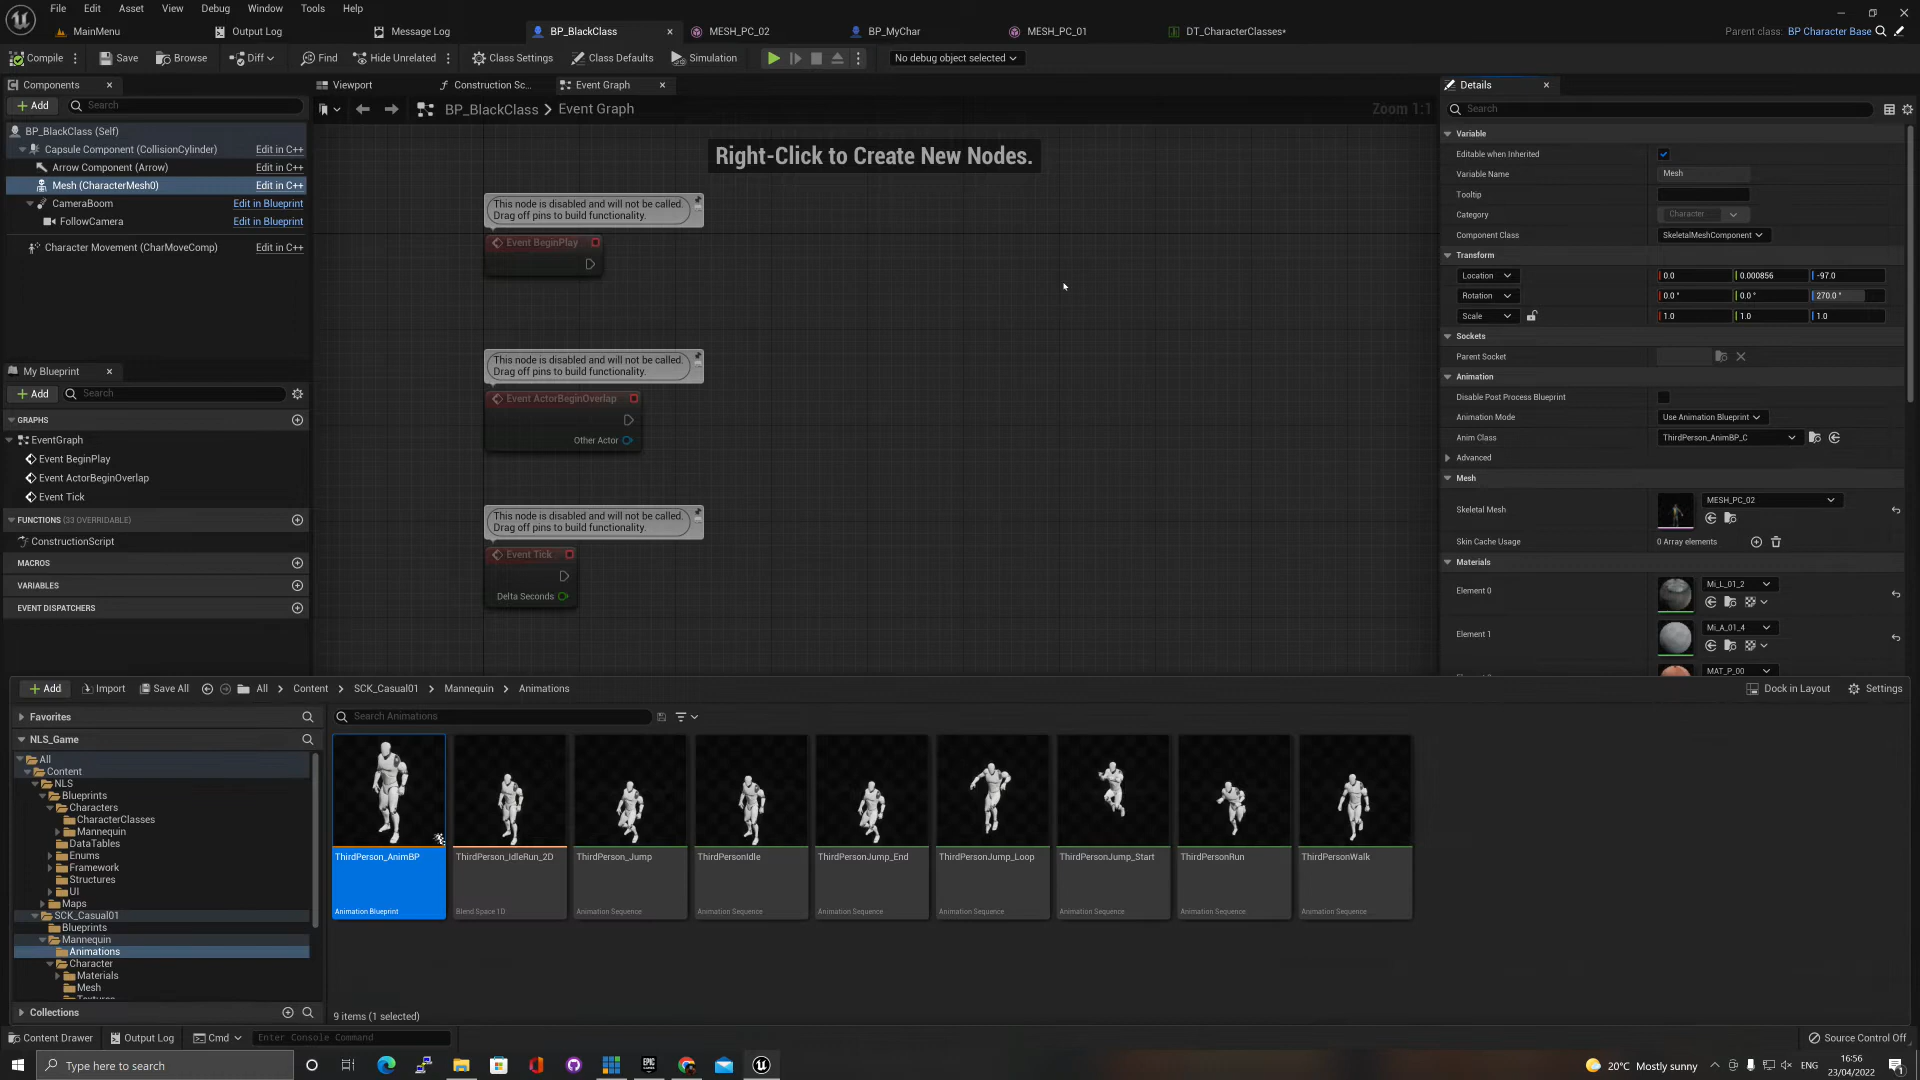 File Edit Asset View Debug Window Tools Help
MainMenu Output Log Message Log BP_BlackClass MESH_PC_02 BP_MyChar MESH_PC_01 DT_CharacterClasses* Parent class: BP Character Base
Compile Save Browse Diff Find Hide Unrelated Class Settings Class Defaults Simulation No debug object selected
Components Viewport Construction Sc... Event Graph Details
Add Search BP_BlackClass > Event Graph Zoom 1:1 Search
BP_BlackClass (Self)
Capsule Component (CollisionCylinder) Edit in C++
Arrow Component (Arrow) Edit in C++
Mesh (CharacterMesh0) Edit in C++
CameraBoom Edit in Blueprint
FollowCamera Edit in Blueprint
Character Movement (CharMoveComp) Edit in C++
My Blueprint
Add Search
GRAPHS
EventGraph
Event BeginPlay
Event ActorBeginOverlap
Event Tick
FUNCTIONS (33 OVERRIDABLE)
ConstructionScript
MACROS
VARIABLES
EVENT DISPATCHERS
Right-Click to Create New Nodes.
This node is disabled and will not be called.
Drag off pins to build functionality.
Event BeginPlay
This node is disabled and will not be called.
Drag off pins to build functionality.
Event ActorBeginOverlap
Other Actor
This node is disabled and will not be called.
Drag off pins to build functionality.
Event Tick
Delta Seconds
Variable
Editable when Inherited
Variable Name Mesh
Tooltip
Category Character
Component Class SkeletalMeshComponent
Transform
Location 0.0 0.000856 -97.0
Rotation 0.0 ° 0.0 ° 270.0 °
Scale 1.0 1.0 1.0
Sockets
Parent Socket
Animation
Disable Post Process Blueprint
Animation Mode Use Animation Blueprint
Anim Class ThirdPerson_AnimBP_C
Advanced
Mesh
Skeletal Mesh MESH_PC_02
Skin Cache Usage 0 Array elements
Materials
Element 0 Mi_L_01_2
Element 1 Mi_A_01_4
MAT_P_00
Add Import Save All All > Content > SCK_Casual01 > Mannequin > Animations Dock in Layout Settings
Favorites Search Animations
NLS_Game
All
Content
NLS
Blueprints
Characters
CharacterClasses
Mannequin
DataTables
Enums
Framework
Structures
UI
Maps
SCK_Casual01
Blueprints
Mannequin
Animations
Character
Materials
Mesh
Textures
Collections
ThirdPerson_AnimBP ThirdPerson_IdleRun_2D ThirdPerson_Jump ThirdPersonIdle ThirdPersonJump_End ThirdPersonJump_Loop ThirdPersonJump_Start ThirdPersonRun ThirdPersonWalk
Animation Blueprint Blend Space 1D Animation Sequence Animation Sequence Animation Sequence Animation Sequence Animation Sequence Animation Sequence Animation Sequence
9 items (1 selected)
Content Drawer Output Log Cmd Enter Console Command Source Control Off
Type here to search EPIC GAMES 20°C Mostly sunny ENG 16:56
23/04/2022